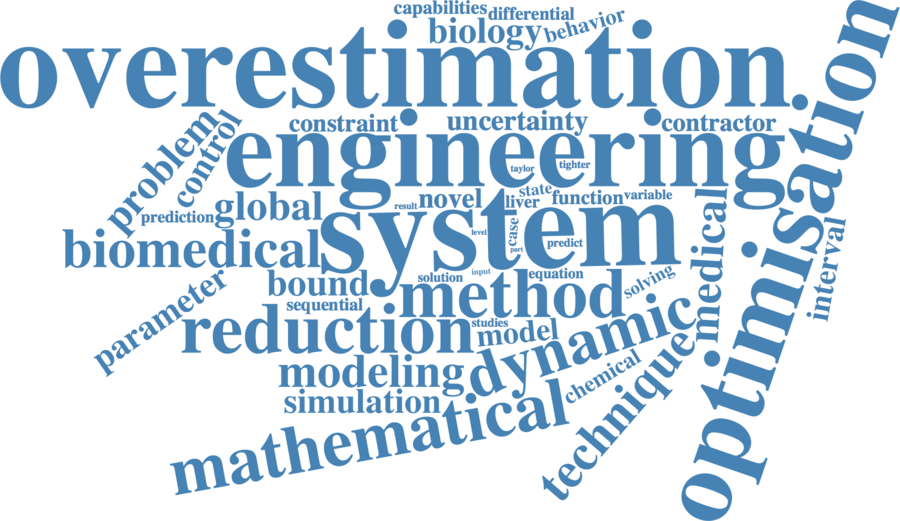 capabilities
differential
biology
behavior
overestimation
optimisation
constraint
uncertainty
contractor
problem
control
engineering
taylor
tighter
prediction
global
result
novel
state
liver
function
variable
system
level
case
part
predict
biomedical
medical
interval
parameter
bound
solution
input
equation
solving
sequential
method
reduction
studies
model
dynamic
modeling
chemical
technique
simulation
mathematical